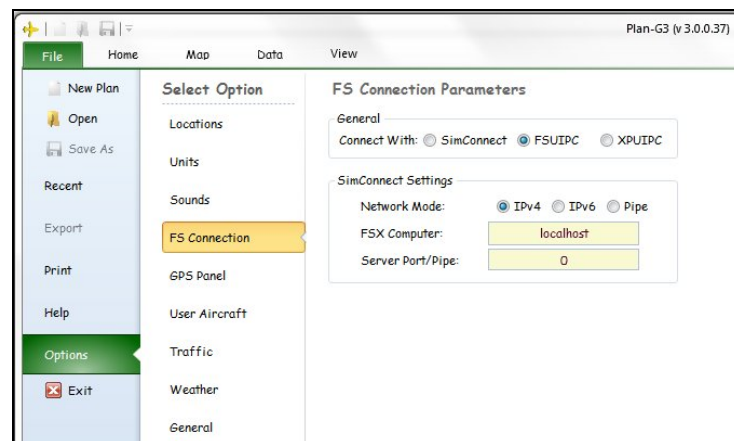 Plan-G3 (v 3.0.0.37)
File Home Map Data View
New Plan
Open
Save As
Recent
Export
Print
Help
Options
Exit
Select Option
Locations
Units
Sounds
FS Connection
GPS Panel
User Aircraft
Traffic
Weather
General
FS Connection Parameters
General
Connect With: SimConnect FSUIPC XPUIPC
SimConnect Settings
Network Mode: IPv4 IPv6 Pipe
FSX Computer: localhost
Server Port/Pipe: 0